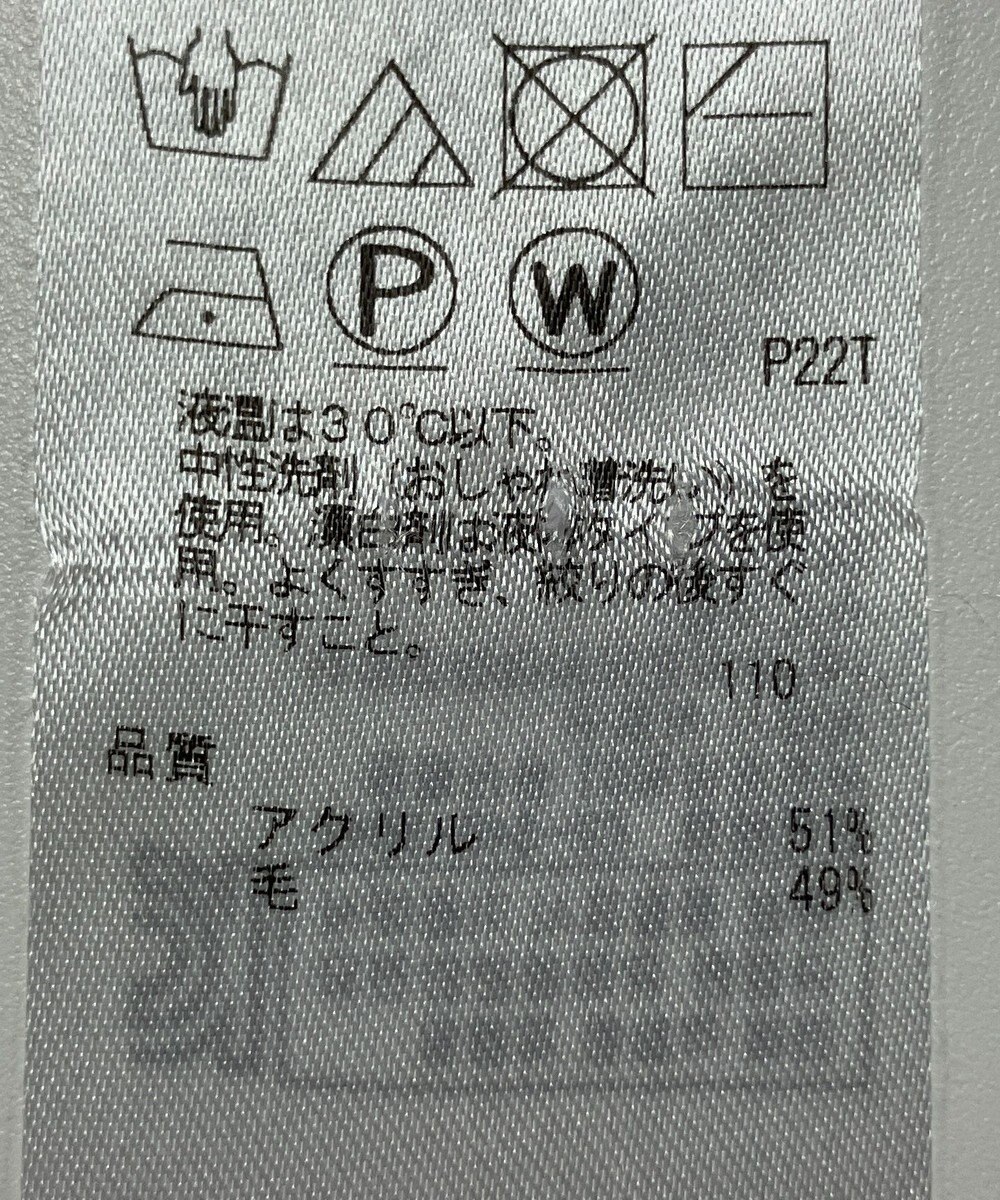 P
W
P22T
液温は30℃以下。
中性洗剤(おしゃれ着洗い)を
使用。漂白剤は液体タイプを使
用。よくすすぎ、絞りの後すぐ
に干すこと。
110
品質
アクリル 51%
毛 49%